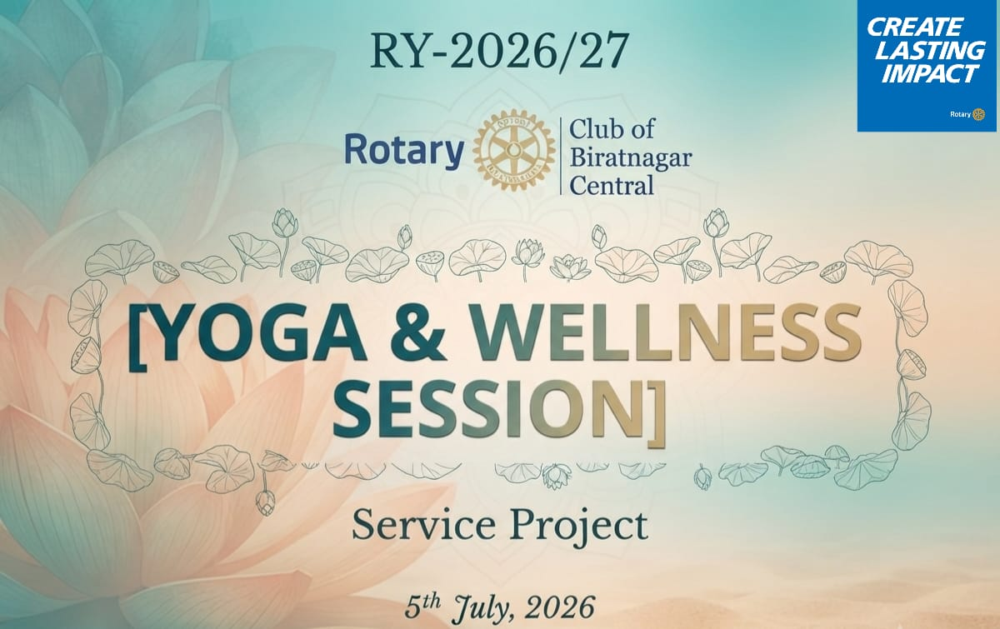 RY-2026/27
CREATE
LASTING
IMPACT
Rotary
Rotary
Club of
Biratnagar
Central
[YOGA & WELLNESS
SESSION]
Service Project
5th July, 2026